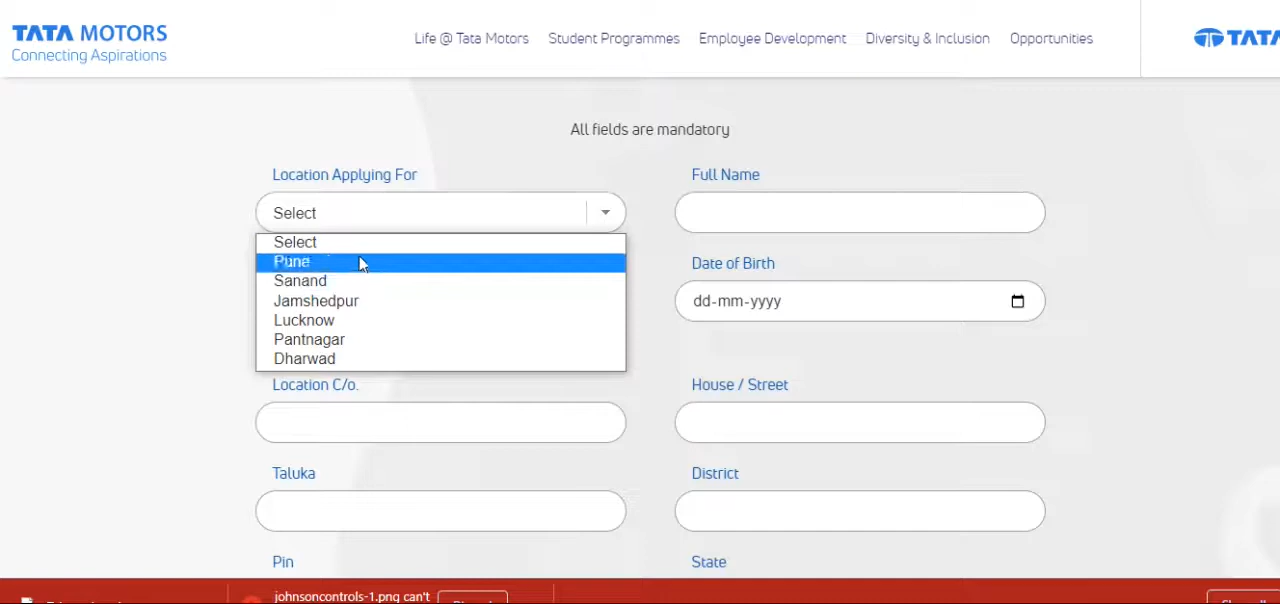 TATA MOTORS
Connecting Aspirations
Life @ Tata Motors Student Programmes Employee Development Diversity & Inclusion Opportunities
TATA
All fields are mandatory
Location Applying For
Full Name
Select
Select
Pune
Sanand
Jamshedpur
Lucknow
Pantnagar
Dharwad
Date of Birth
dd-mm-yyyy
Location C/o.
House / Street
Taluka
District
Pin
State
johnsoncontrols-1.png can't